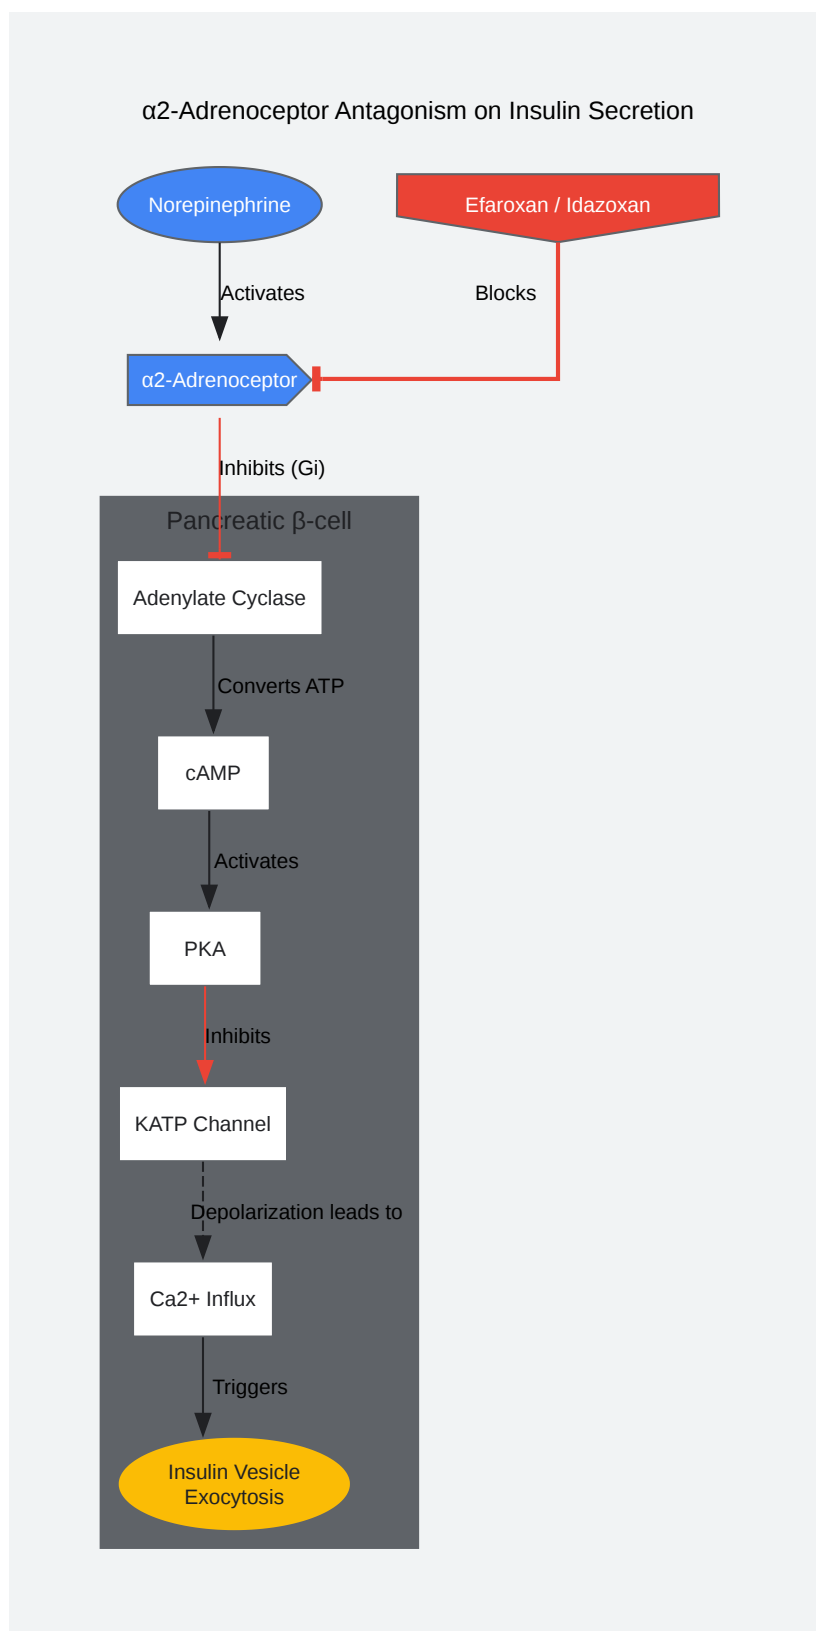 α2-Adrenoceptor Antagonism on Insulin Secretion
Norepinephrine
Efaroxan / Idazoxan
Activates
Blocks
α2-Adrenoceptor
Inhibits (Gi)
Pancreatic β-cell
Adenylate Cyclase
Converts ATP
cAMP
Activates
PKA
Inhibits
KATP Channel
Depolarization leads to
Ca2+ Influx
Triggers
Insulin Vesicle
Exocytosis